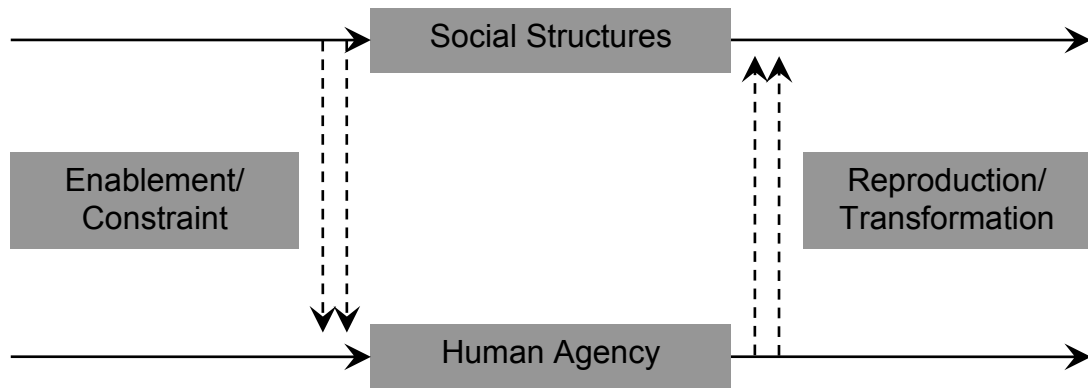 Social Structures
Enablement/
Constraint
Reproduction/
Transformation
Human Agency